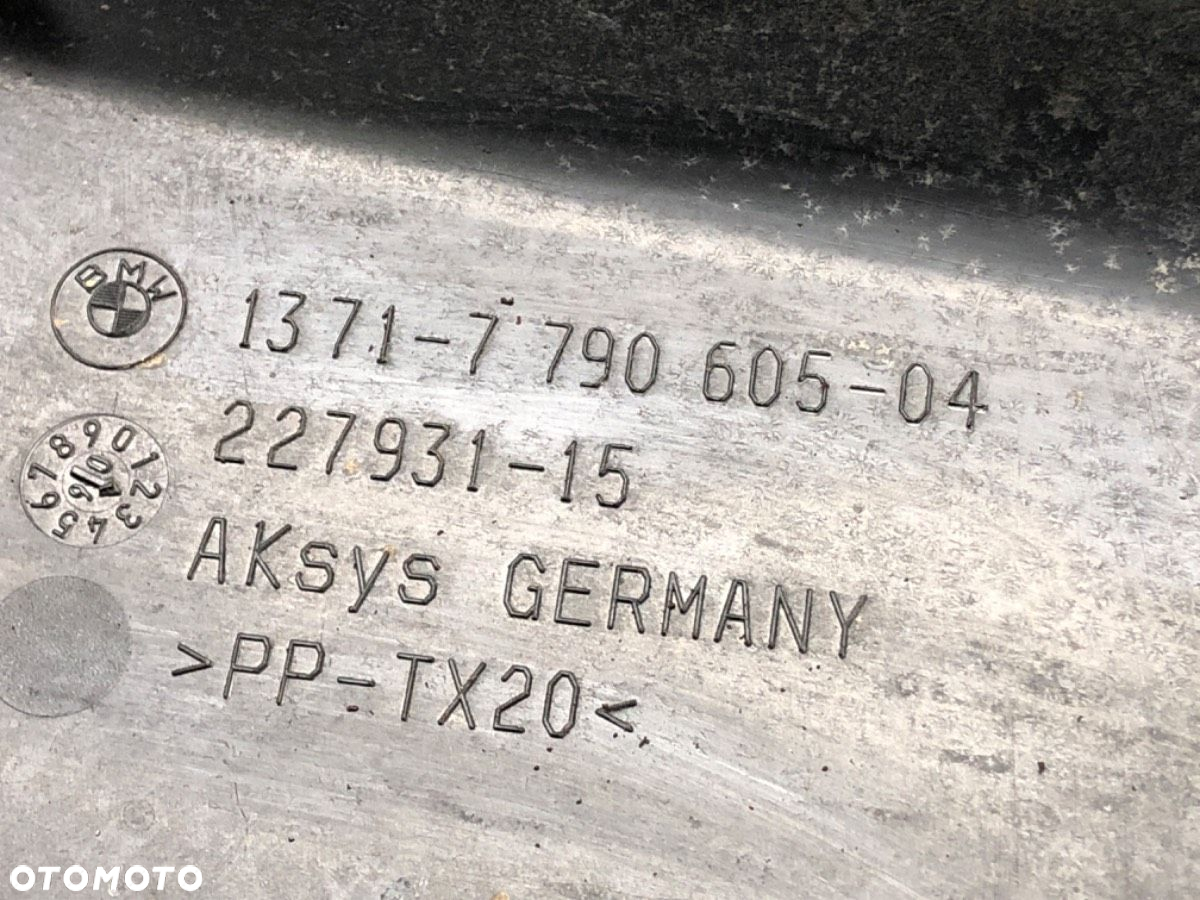 BMW
1371-7 790 605-04
227931-15
AKsys GERMANY
>PP-TX20<
OTOMOTO